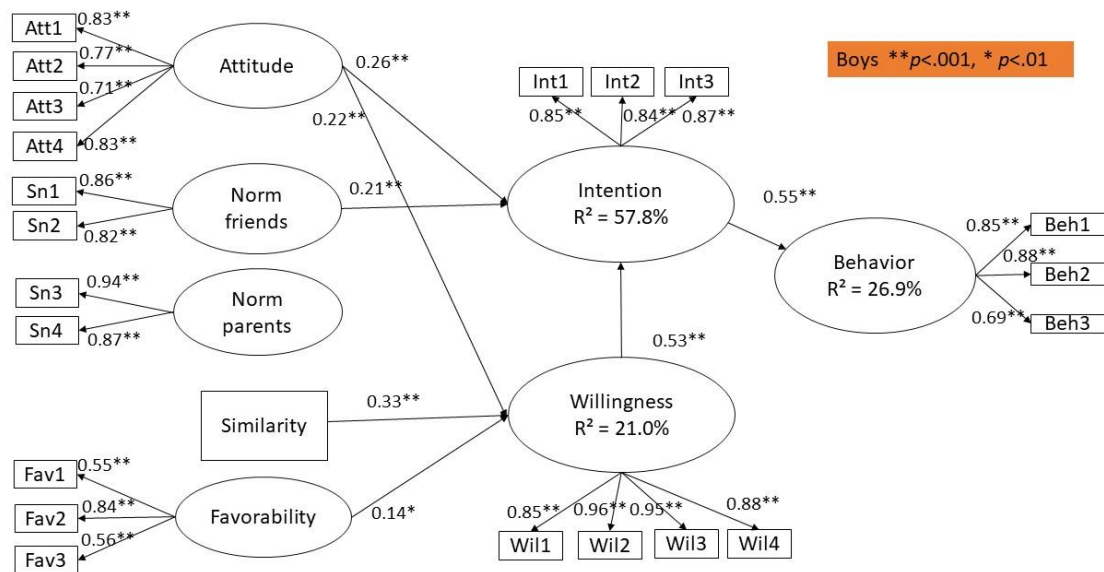 Att1
0.83**
Att2
0.77**
Att3
0.71**
Att4
0.83**
Attitude
0.26**
0.22**
Boys **p<.001, * p<.01
Int1
Int2
Int3
0.85**
0.84**
0.87**
Sn1
0.86**
Sn2
0.82**
Norm
friends
0.21**
Intention
R² = 57.8%
0.55**
Sn3
0.94**
Sn4
0.87**
Norm
parents
Behavior
R² = 26.9%
0.85**
Beh1
0.88**
Beh2
0.69**
Beh3
0.53**
Similarity
0.33**
Willingness
R² = 21.0%
Fav1
0.55**
Fav2
0.84**
Fav3
0.56**
Favorability
0.14*
0.85**
0.96**
0.95**
0.88**
Wil1
Wil2
Wil3
Wil4